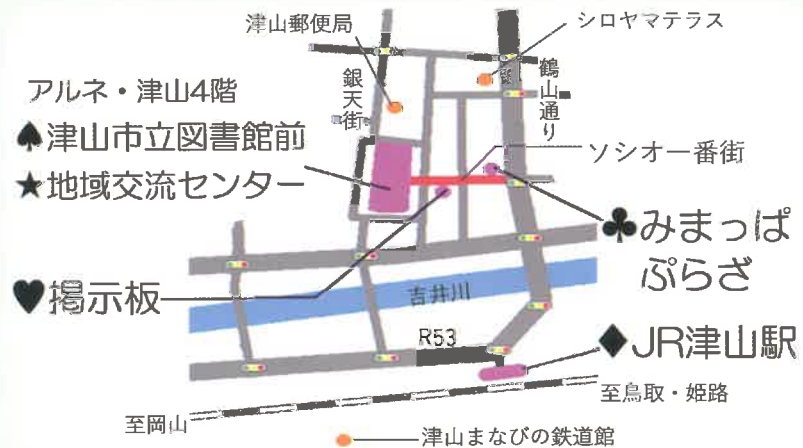 津山郵便局
シロヤマテラス
銀天街
鶴山通り
アルネ・津山4階
♠津山市立図書館前
★地域交流センター
ソシオ一番街
♣みまっぱ
ぷらざ
♥掲示板
吉井川
R53
♦JR津山駅
至鳥取・姫路
至岡山
津山まなびの鉄道館